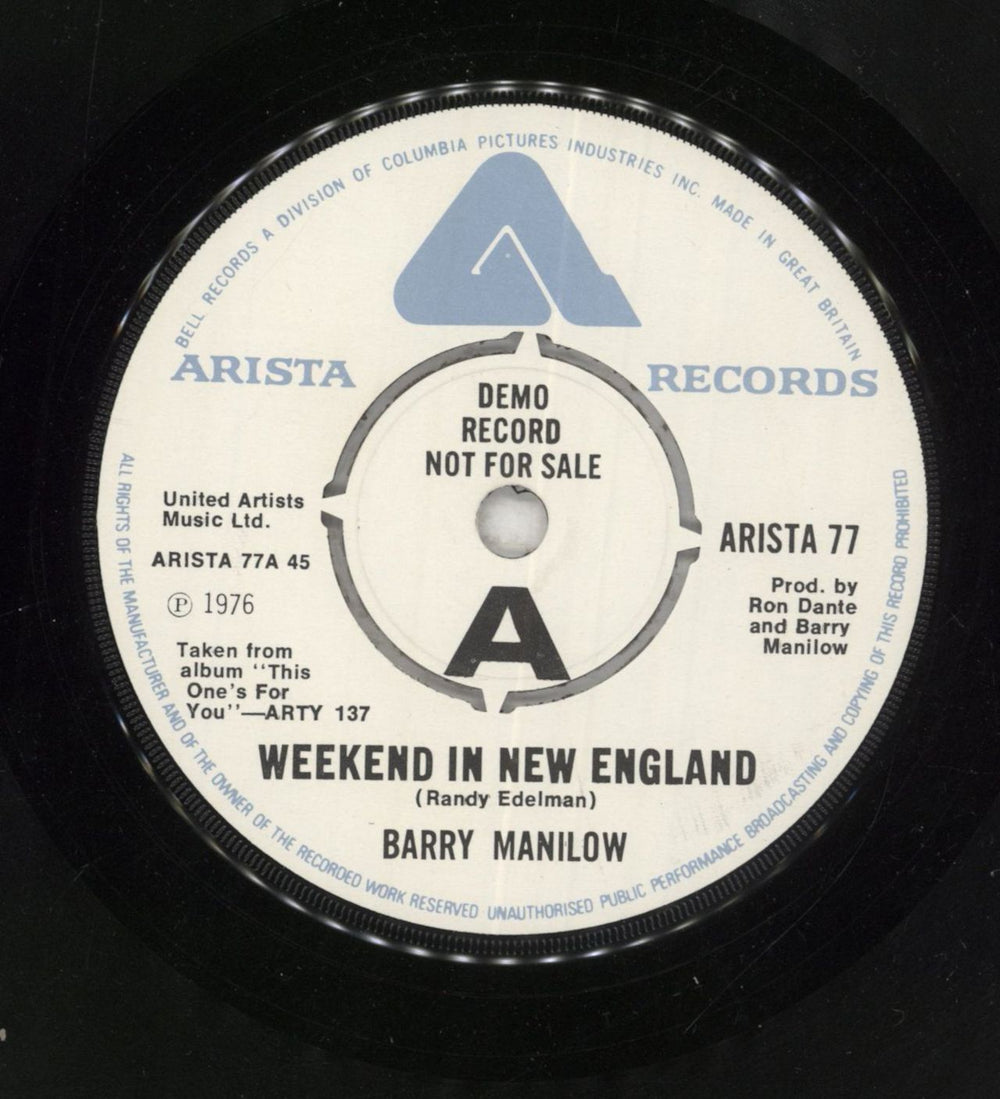 BELL RECORDS A DIVISION OF COLUMBIA PICTURES INDUSTRIES INC. MADE IN GREAT BRITAIN
ARISTA RECORDS
DEMO
RECORD
NOT FOR SALE
United Artists
Music Ltd.
ARISTA 77A 45
Ⓟ 1976
Taken from
album "This
One's For
You"—ARTY 137
ARISTA 77
Prod. by
Ron Dante
and Barry
Manilow
A
WEEKEND IN NEW ENGLAND
(Randy Edelman)
BARRY MANILOW
ALL RIGHTS OF THE MANUFACTURER AND OF THE OWNER OF THE RECORDED WORK RESERVED UNAUTHORISED PUBLIC PERFORMANCE BROADCASTING AND COPYING OF THIS RECORD PROHIBITED